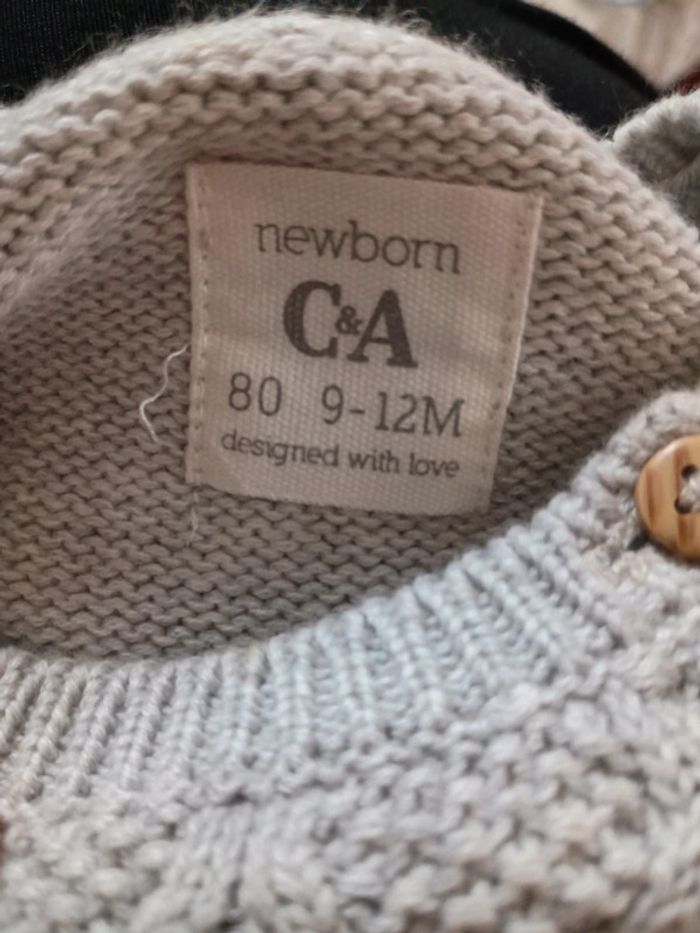 newborn
C&A
80 9-12M
designed with love